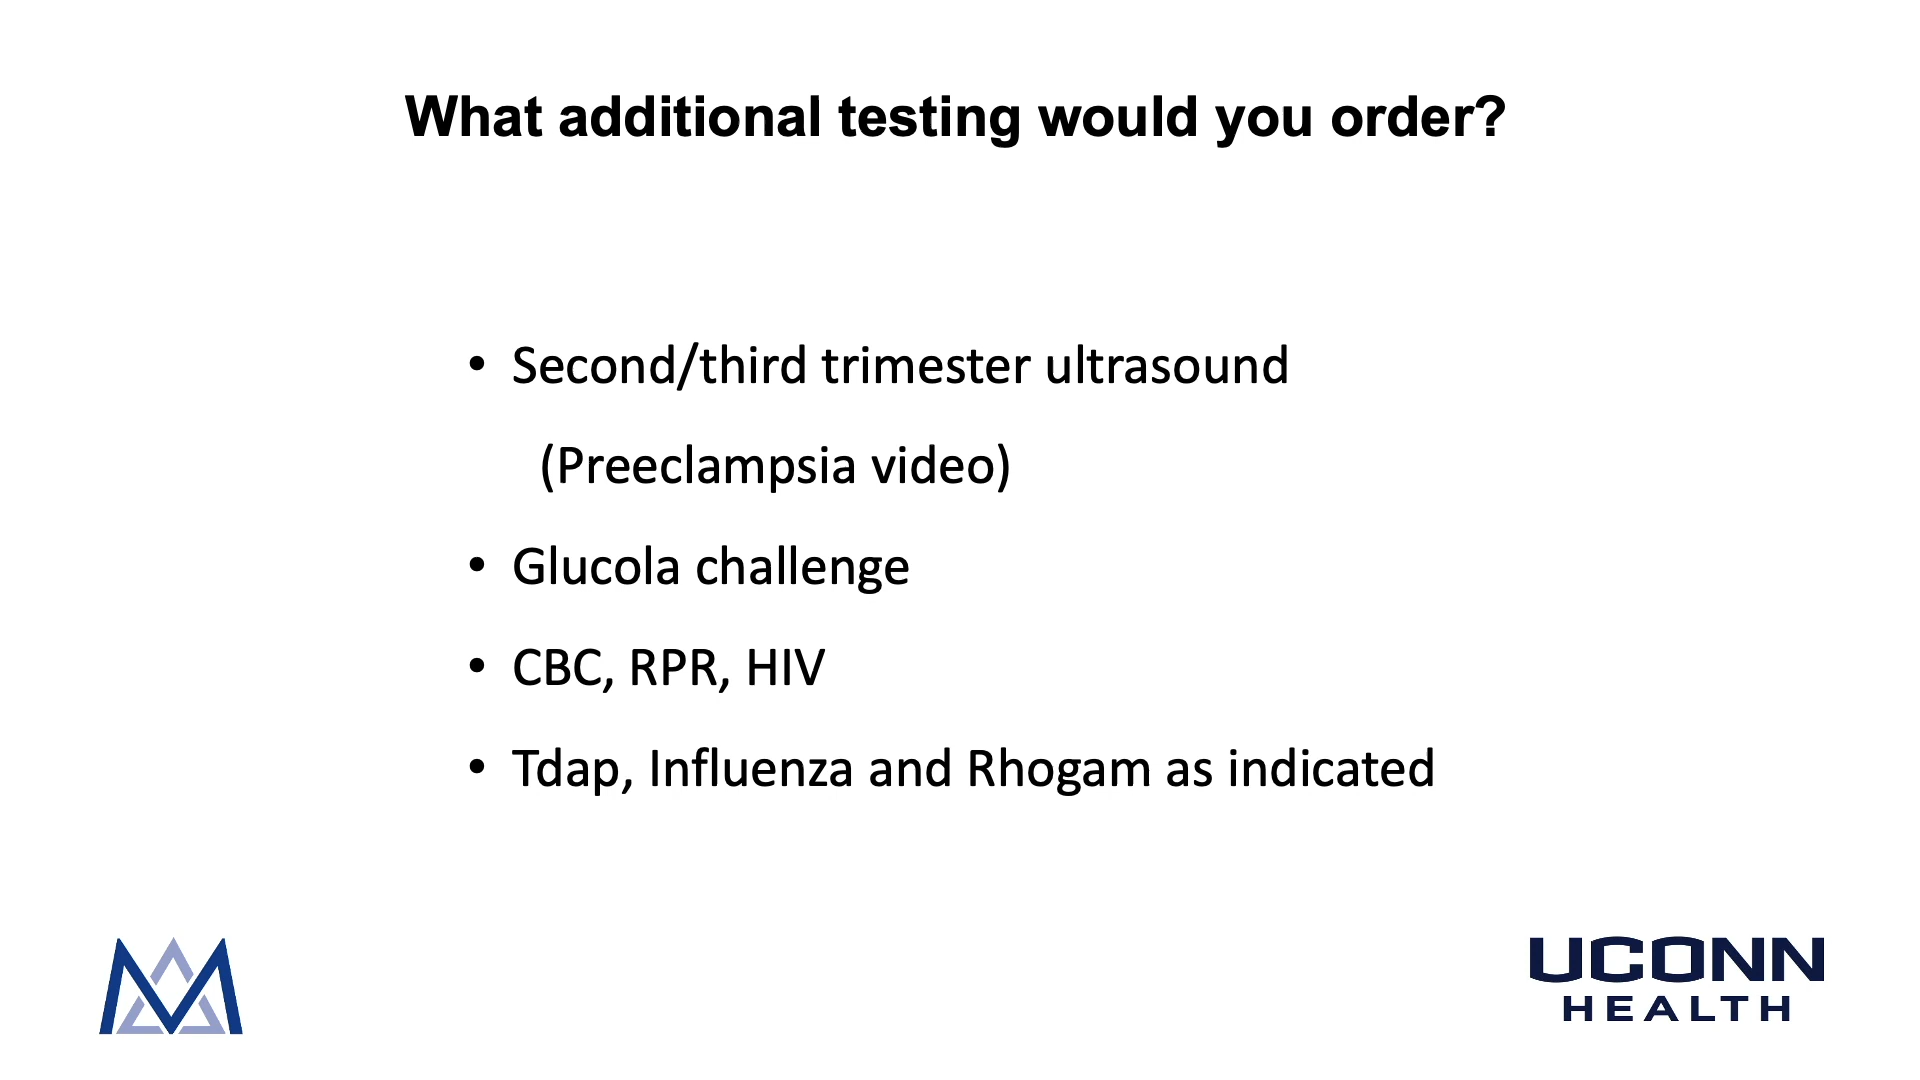 What additional testing would you order?
• Second/third trimester ultrasound
(Preeclampsia video)
• Glucola challenge
• CBC, RPR, HIV
• Tdap, Influenza and Rhogam as indicated
UCONN
HEALTH